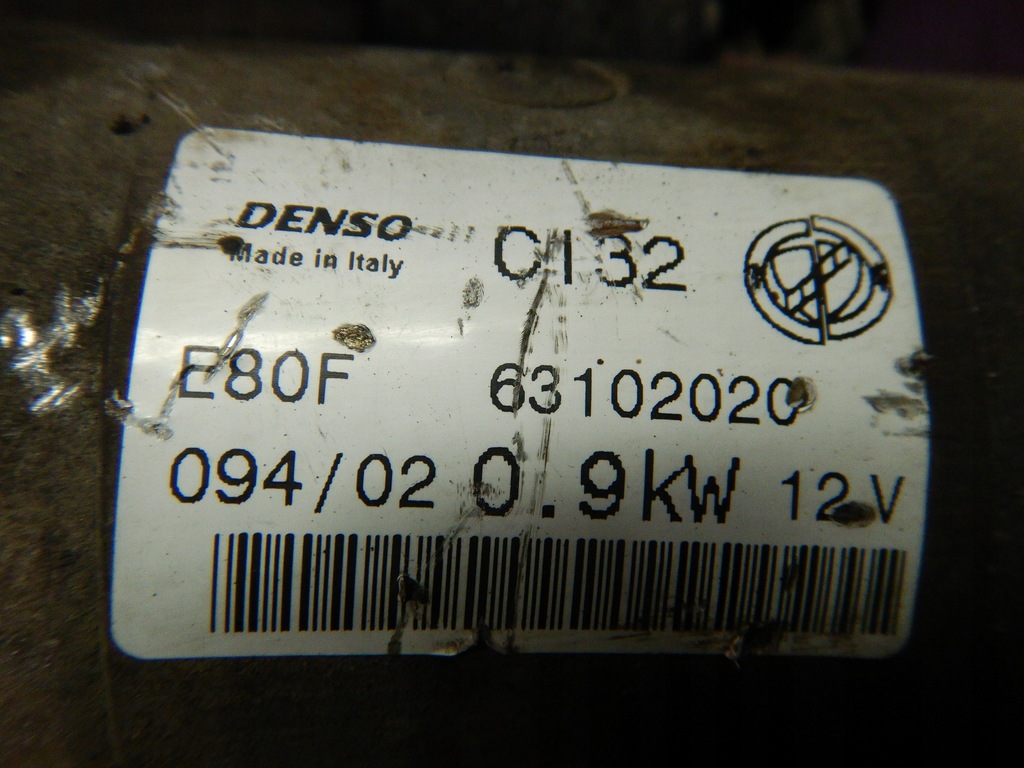 DENSO
Made in Italy
CI32
E80F 63102020
094/02 0.9kW 12V